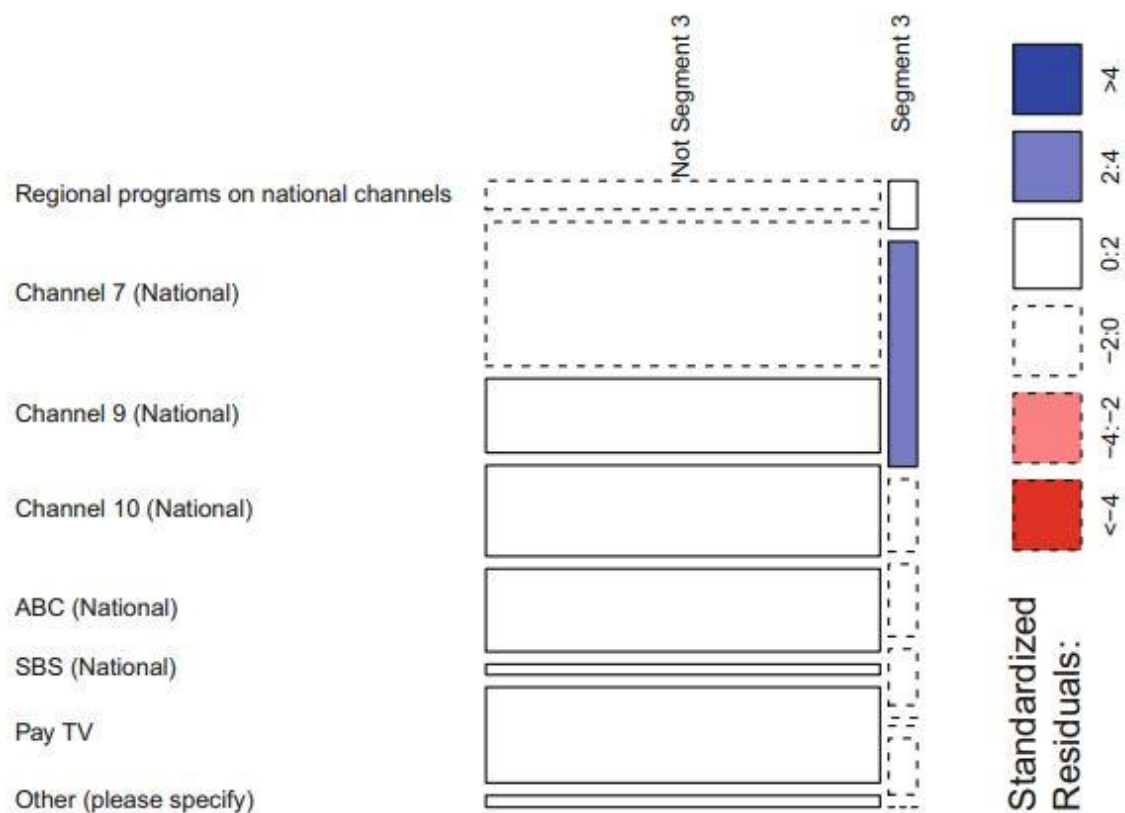 Not Segment 3
Segment 3
Regional programs on national channels
Channel 7 (National)
Channel 9 (National)
Channel 10 (National)
ABC (National)
SBS (National)
Pay TV
Other (please specify)
>4
2:4
0:2
−2:0
−4:−2
<−4
Standardized
Residuals: